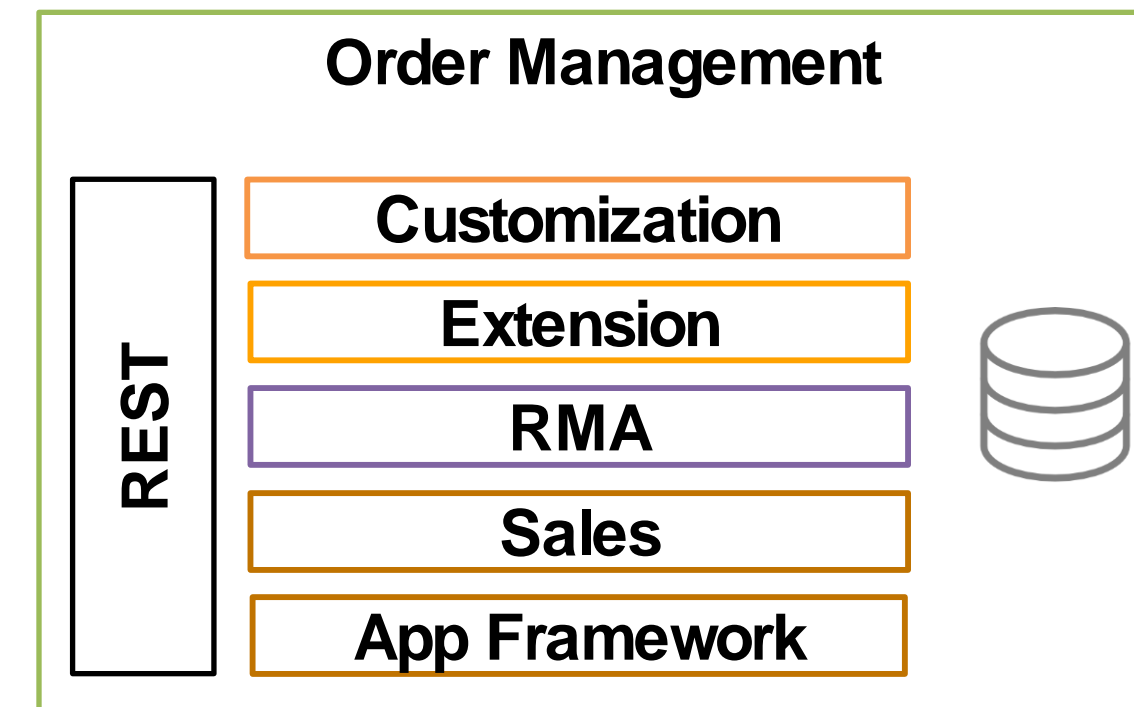 Order Management
REST
Customization
Extension
RMA
Sales
App Framework